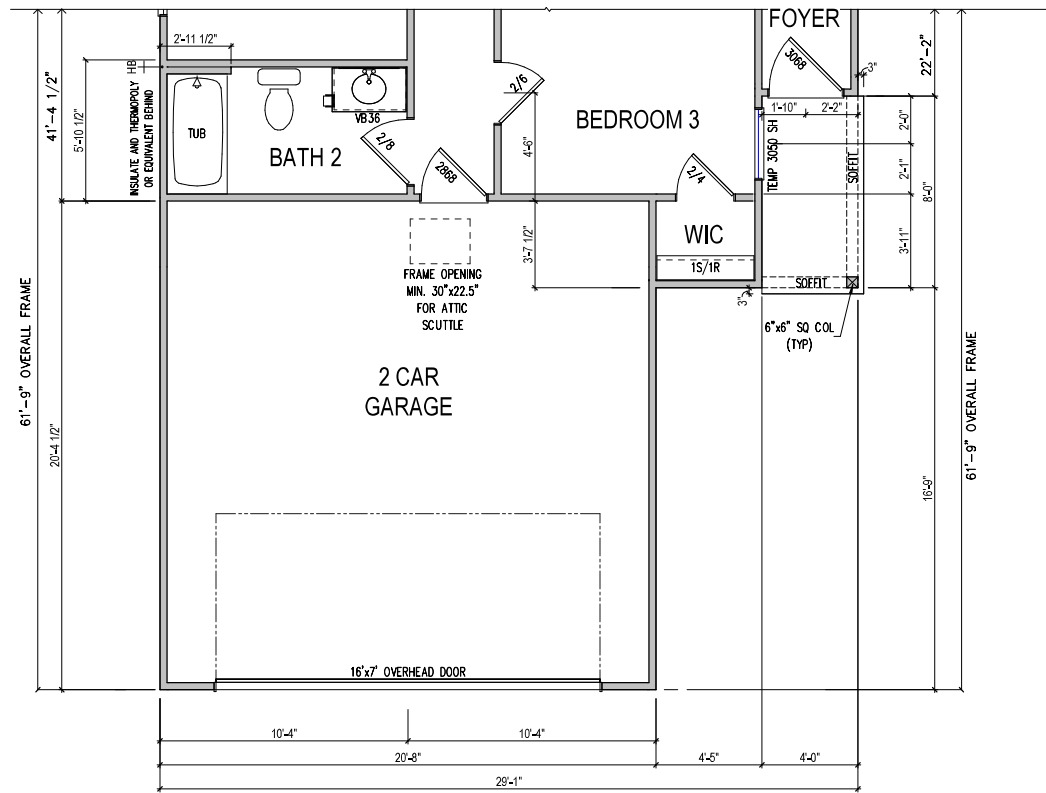 FOYER
2'-11 1/2"
3068
3"
22'-2"
41'-4 1/2"
5'-10 1/2"
HB
INSULATE AND THERMOPOLY
OR EQUIVALENT BEHIND
TUB
VB36
BATH 2
2/8
2868
2/6
4'-6"
BEDROOM 3
2/4
TEMP 3050 SH
1'-10"
2'-2"
2'-0"
SOFFIT
2'-1"
8'-0"
3'-11"
3'-7 1/2"
WIC
1S/1R
SOFFIT
3"
FRAME OPENING
MIN. 30"x22.5"
FOR ATTIC
SCUTTLE
6"x6" SQ COL
(TYP)
61'-9" OVERALL FRAME
61'-9" OVERALL FRAME
2 CAR
GARAGE
20'-4 1/2"
16'-9"
16'x7' OVERHEAD DOOR
10'-4"
10'-4"
20'-8"
4'-5"
4'-0"
29'-1"